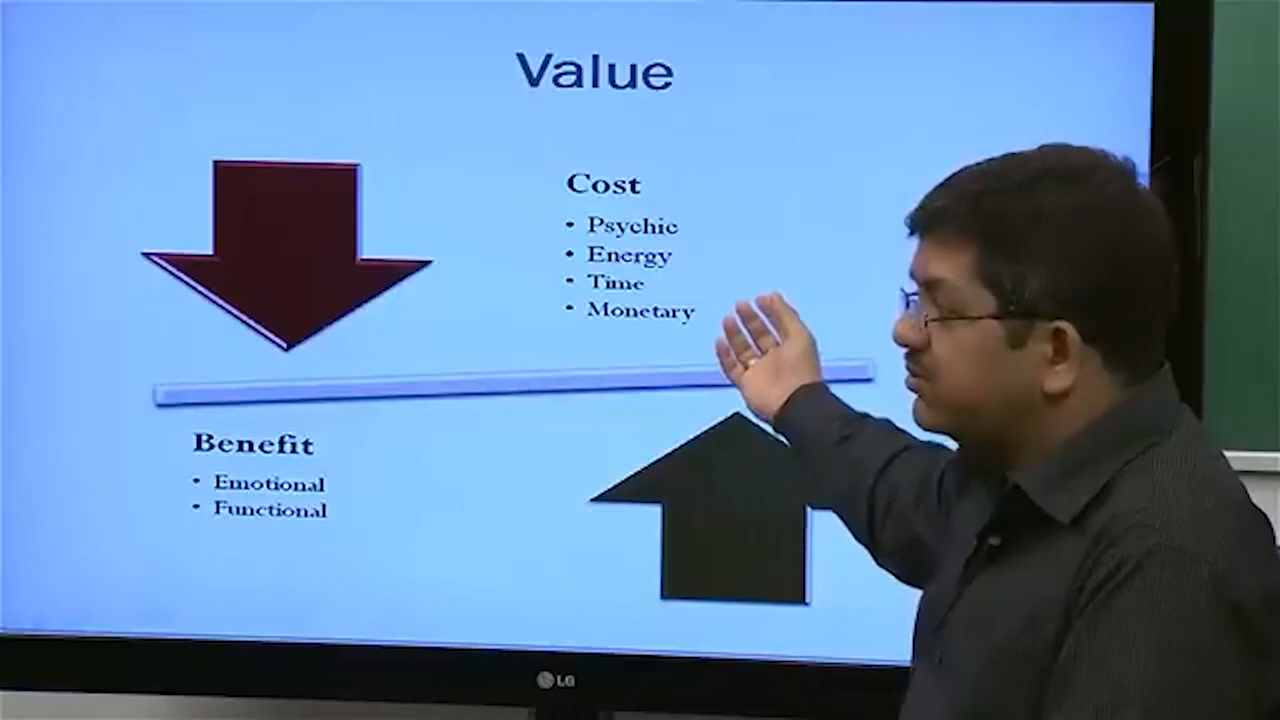 Value
Cost
• Psychic
• Energy
• Time
• Monetary
Benefit
• Emotional
• Functional
LG